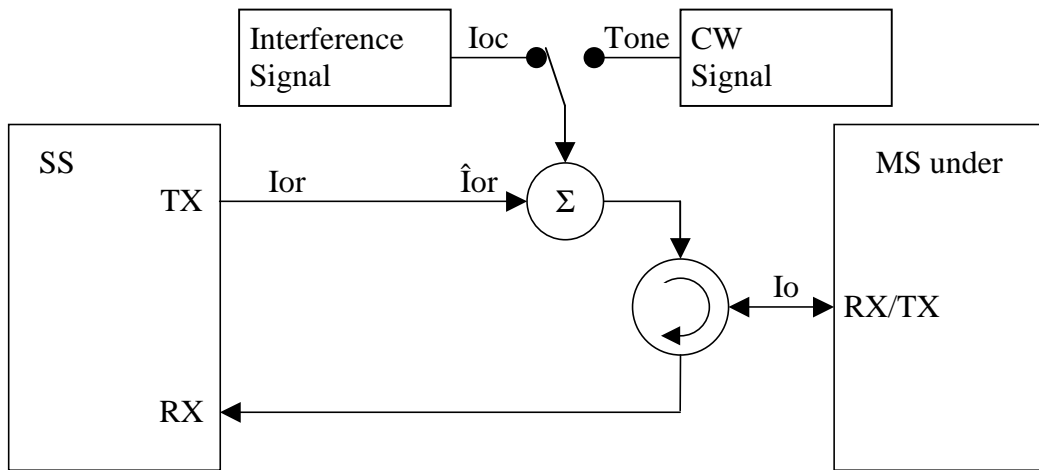 Interference
Signal
Ioc
Tone
CW
Signal
SS
MS under
TX
Ior
Îor
Σ
Io
RX/TX
RX